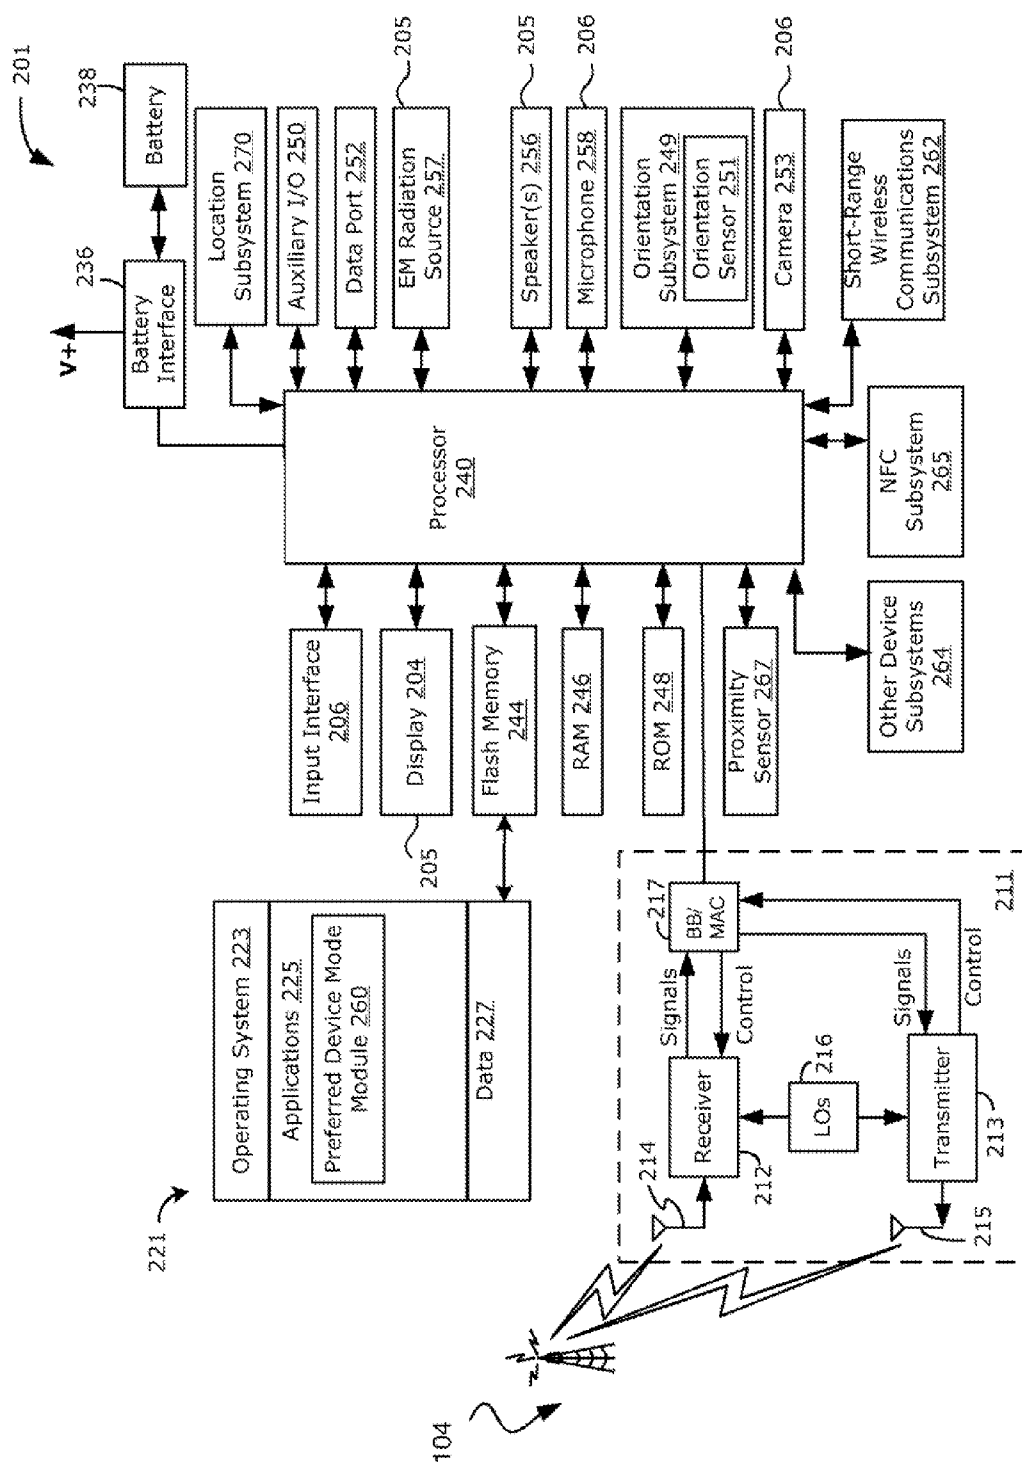 201
221
104
Operating System 223
Applications 225
Preferred Device Mode
Module 260
Data 227
Input Interface
206
Display 204
205
Flash Memory
244
RAM 246
ROM 248
Proximity
Sensor 267
Other Device
Subsystems
264
Processor
240
V+
Battery
Interface
236
Battery
238
Location
Subsystem 270
Auxiliary I/O 250
Data Port 252
EM Radiation
Source 257
205
Speaker(s) 256
205
Microphone 258
206
Orientation
Subsystem 249
Orientation
Sensor 251
Camera 253
206
Short-Range
Wireless
Communications
Subsystem 262
NFC
Subsystem
265
214
Receiver
212
Signals
Control
BB/
MAC
217
LOs
216
Signals
Control
Transmitter
213
215
211